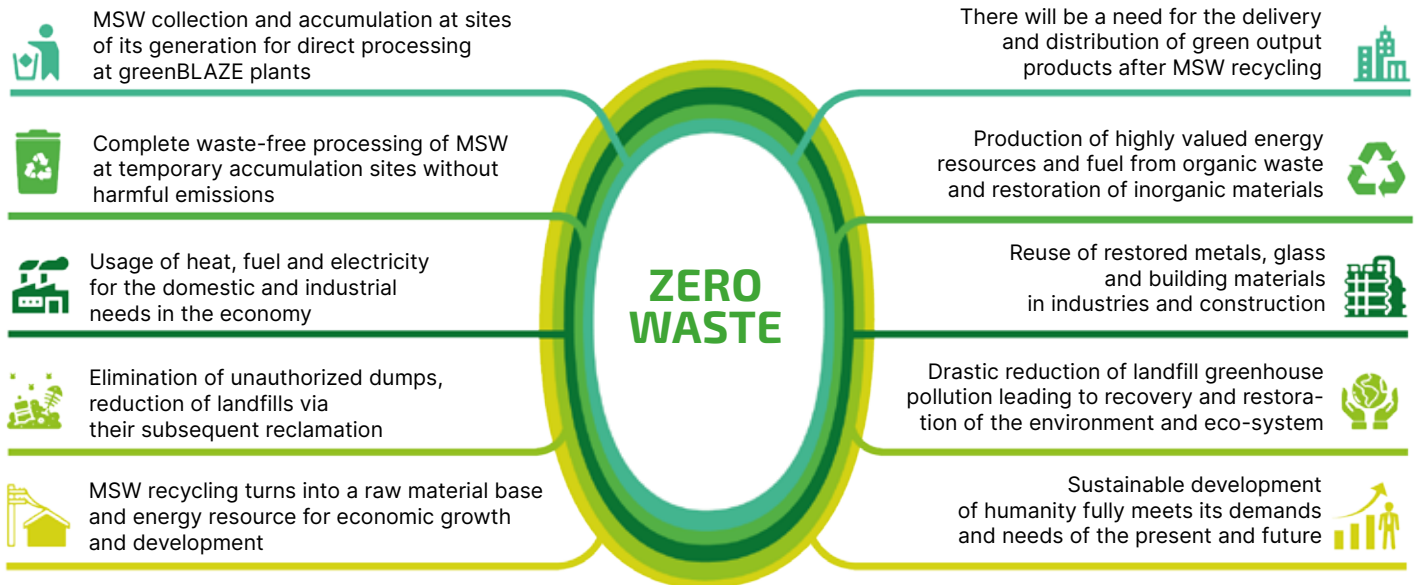 MSW collection and accumulation at sites
of its generation for direct processing
at greenBLAZE plants
Complete waste-free processing of MSW
at temporary accumulation sites without
harmful emissions
Usage of heat, fuel and electricity
for the domestic and industrial
needs in the economy
Elimination of unauthorized dumps,
reduction of landfills via
their subsequent reclamation
MSW recycling turns into a raw material base
and energy resource for economic growth
and development
ZERO
WASTE
There will be a need for the delivery
and distribution of green output
products after MSW recycling
Production of highly valued energy
resources and fuel from organic waste
and restoration of inorganic materials
Reuse of restored metals, glass
and building materials
in industries and construction
Drastic reduction of landfill greenhouse
pollution leading to recovery and restora-
tion of the environment and eco-system
Sustainable development
of humanity fully meets its demands
and needs of the present and future